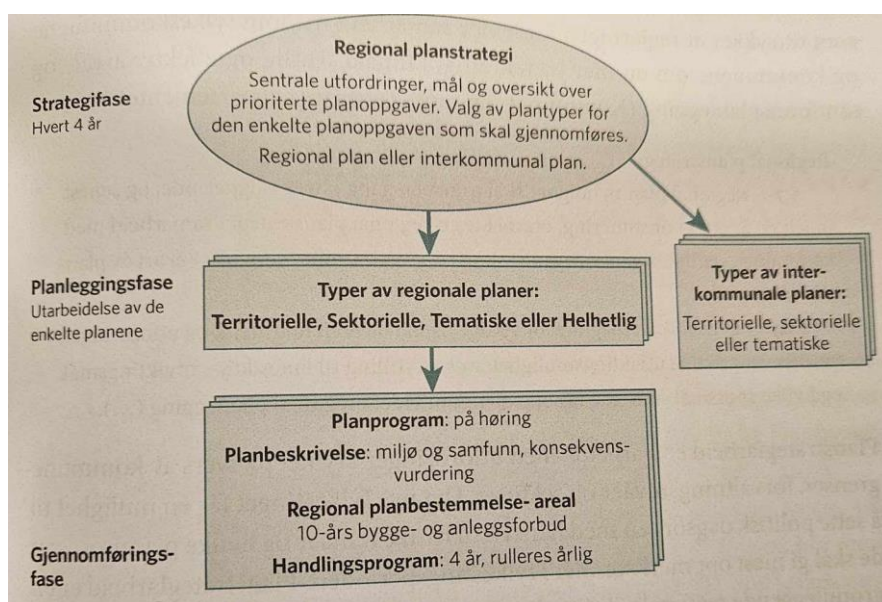 Regional planstrategi
Sentrale utfordringer, mål og oversikt over
prioriterte planoppgaver. Valg av plantyper for
den enkelte planoppgaven som skal gjennomføres.
Regional plan eller interkommunal plan.
Strategifase
Hvert 4 år
Planleggingsfase
Utarbeidelse av de
enkelte planene
Typer av regionale planer:
Territorielle, Sektorielle, Tematiske eller Helhetlig
Typer av inter-
kommunale planer:
Territorielle, sektorielle
eller tematiske
Planprogram: på høring
Planbeskrivelse: miljø og samfunn, konsekvens-
vurdering
Regional planbestemmelse- areal
10-års bygge- og anleggsforbud
Handlingsprogram: 4 år, rulleres årlig
Gjennomførings-
fase